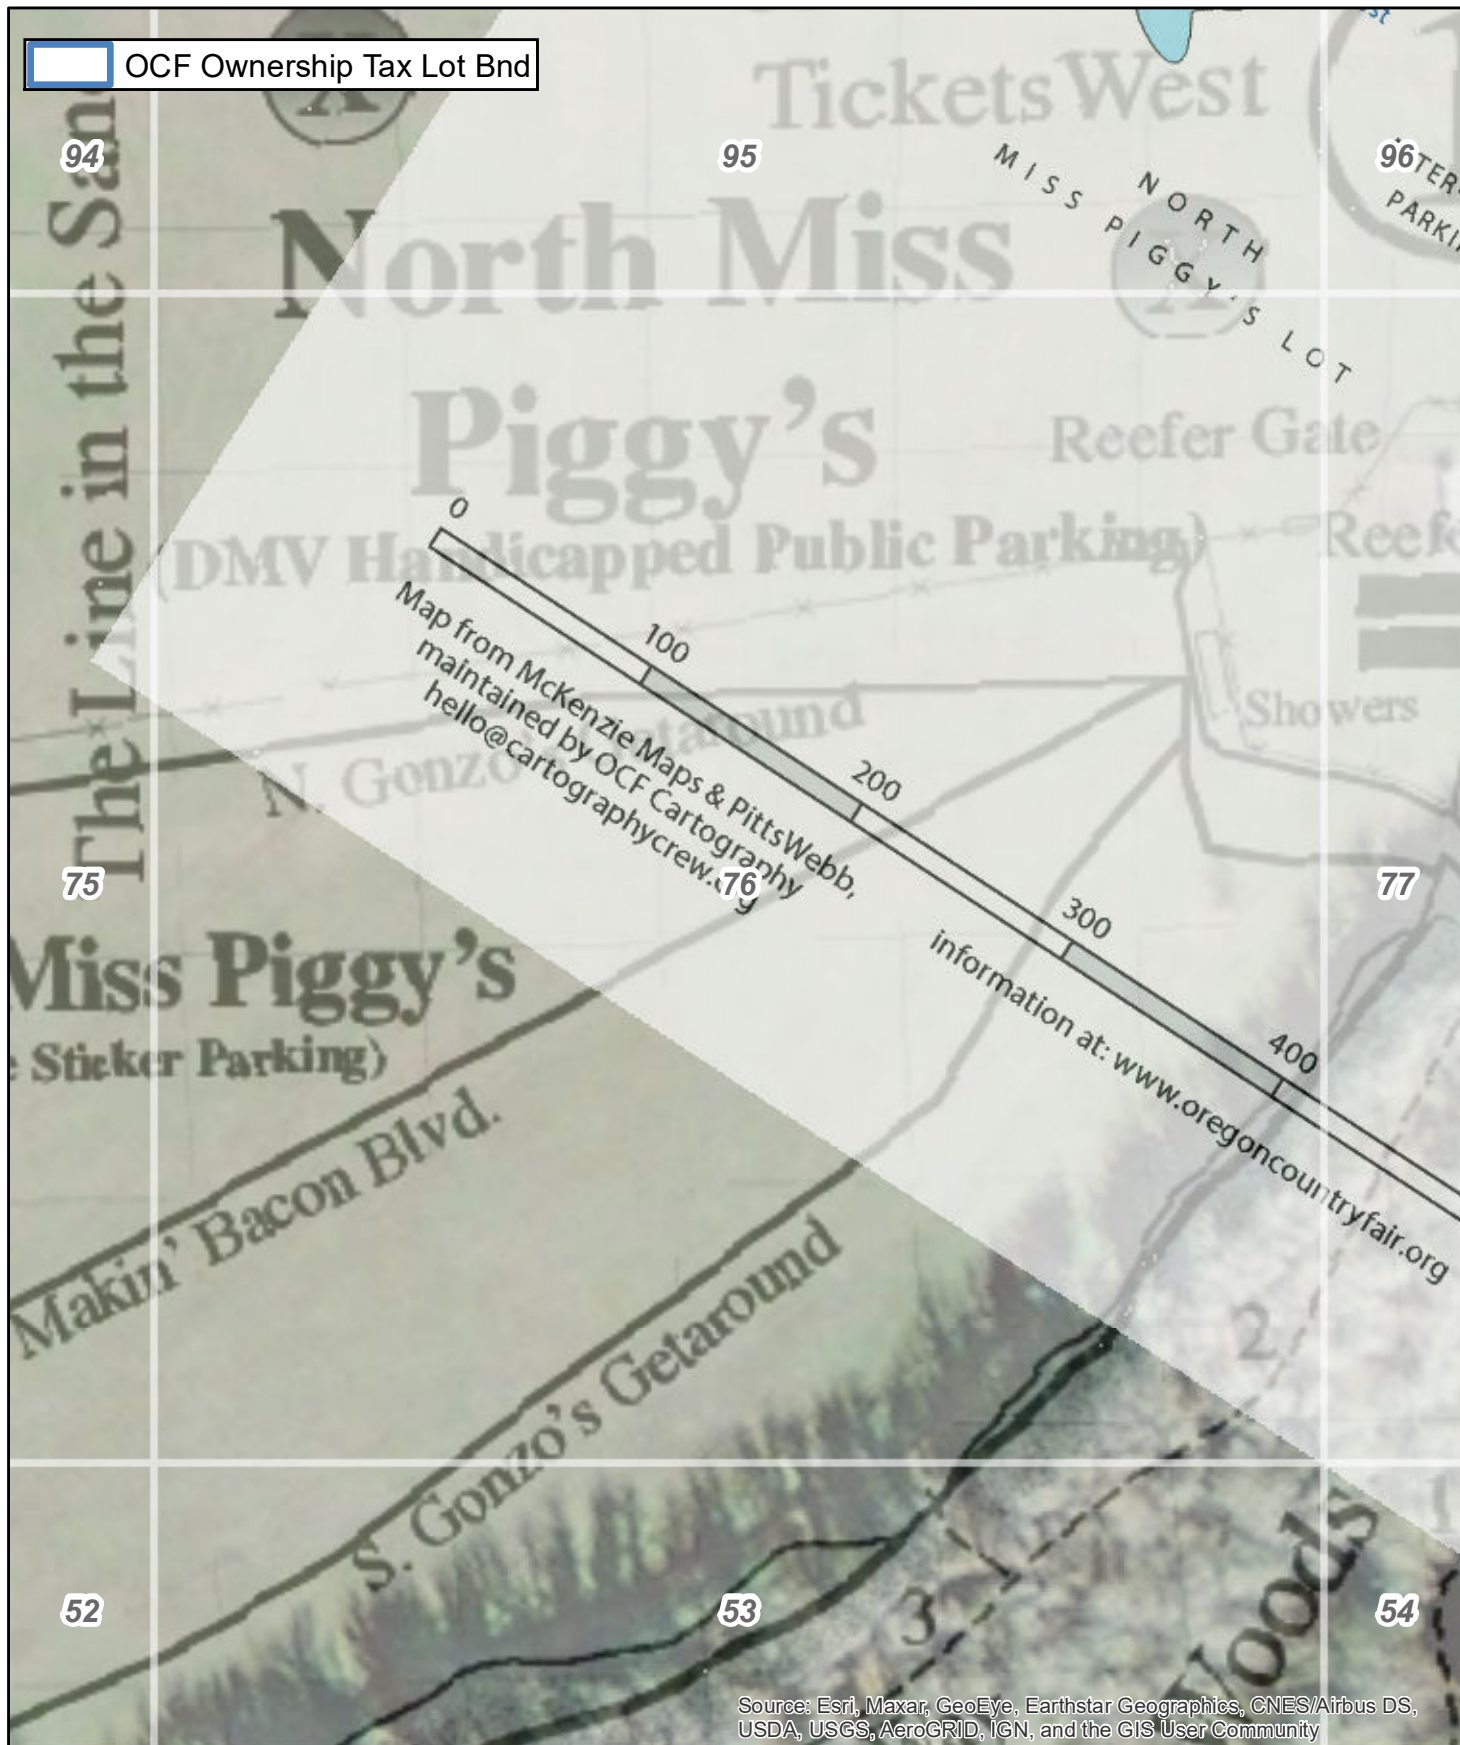 OCF Ownership Tax Lot Bnd
TicketsWest
94
95
96
PARKI
NORTH
MISS PIGGY'S LOT
The Line in the Sand
North Miss
Piggy's
Reefer Gate
(DMV Handicapped Public Parking)
0
100
200
300
400
Map from McKenzie Maps & PittsWebb,
maintained by OCF Cartography
hello@cartographycrew.org
information at: www.oregoncountryfair.org
Showers
N. Gonzo's Getaround
75
76
77
Miss Piggy's
Sticker Parking)
Makin' Bacon Blvd.
S. Gonzo's Getaround
2
1
3
Woods
52
53
54
Source: Esri, Maxar, GeoEye, Earthstar Geographics, CNES/Airbus DS,
USDA, USGS, AeroGRID, IGN, and the GIS User Community